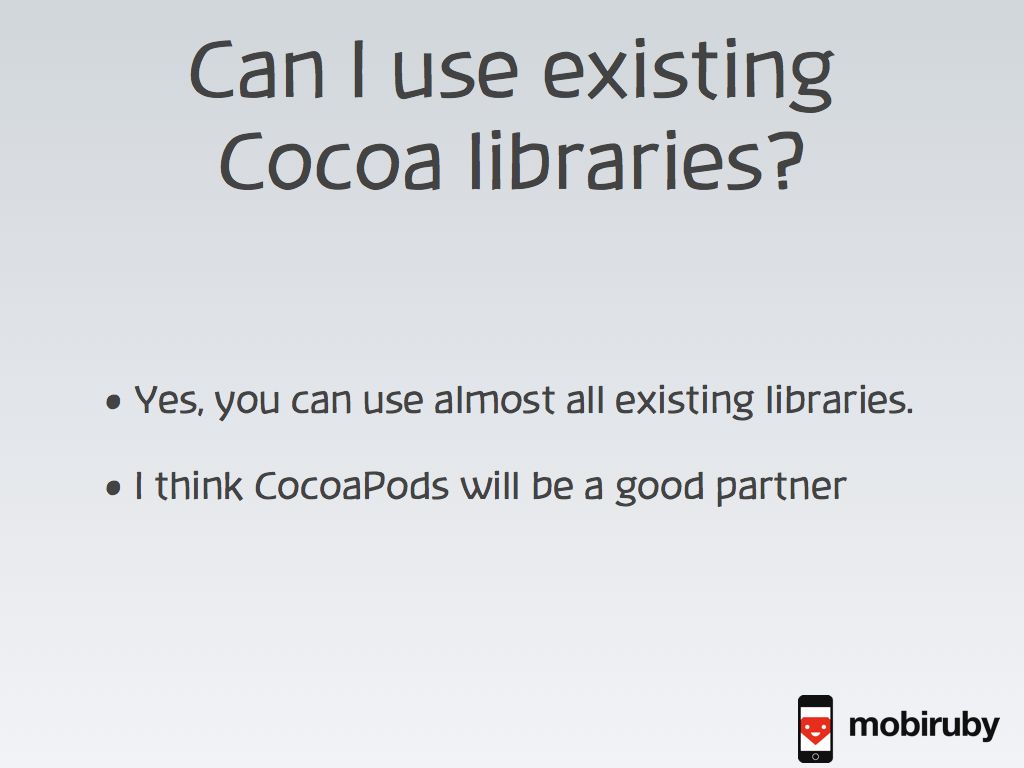 Can I use existing
Cocoa libraries?
• Yes, you can use almost all existing libraries.
• I think CocoaPods will be a good partner
mobiruby